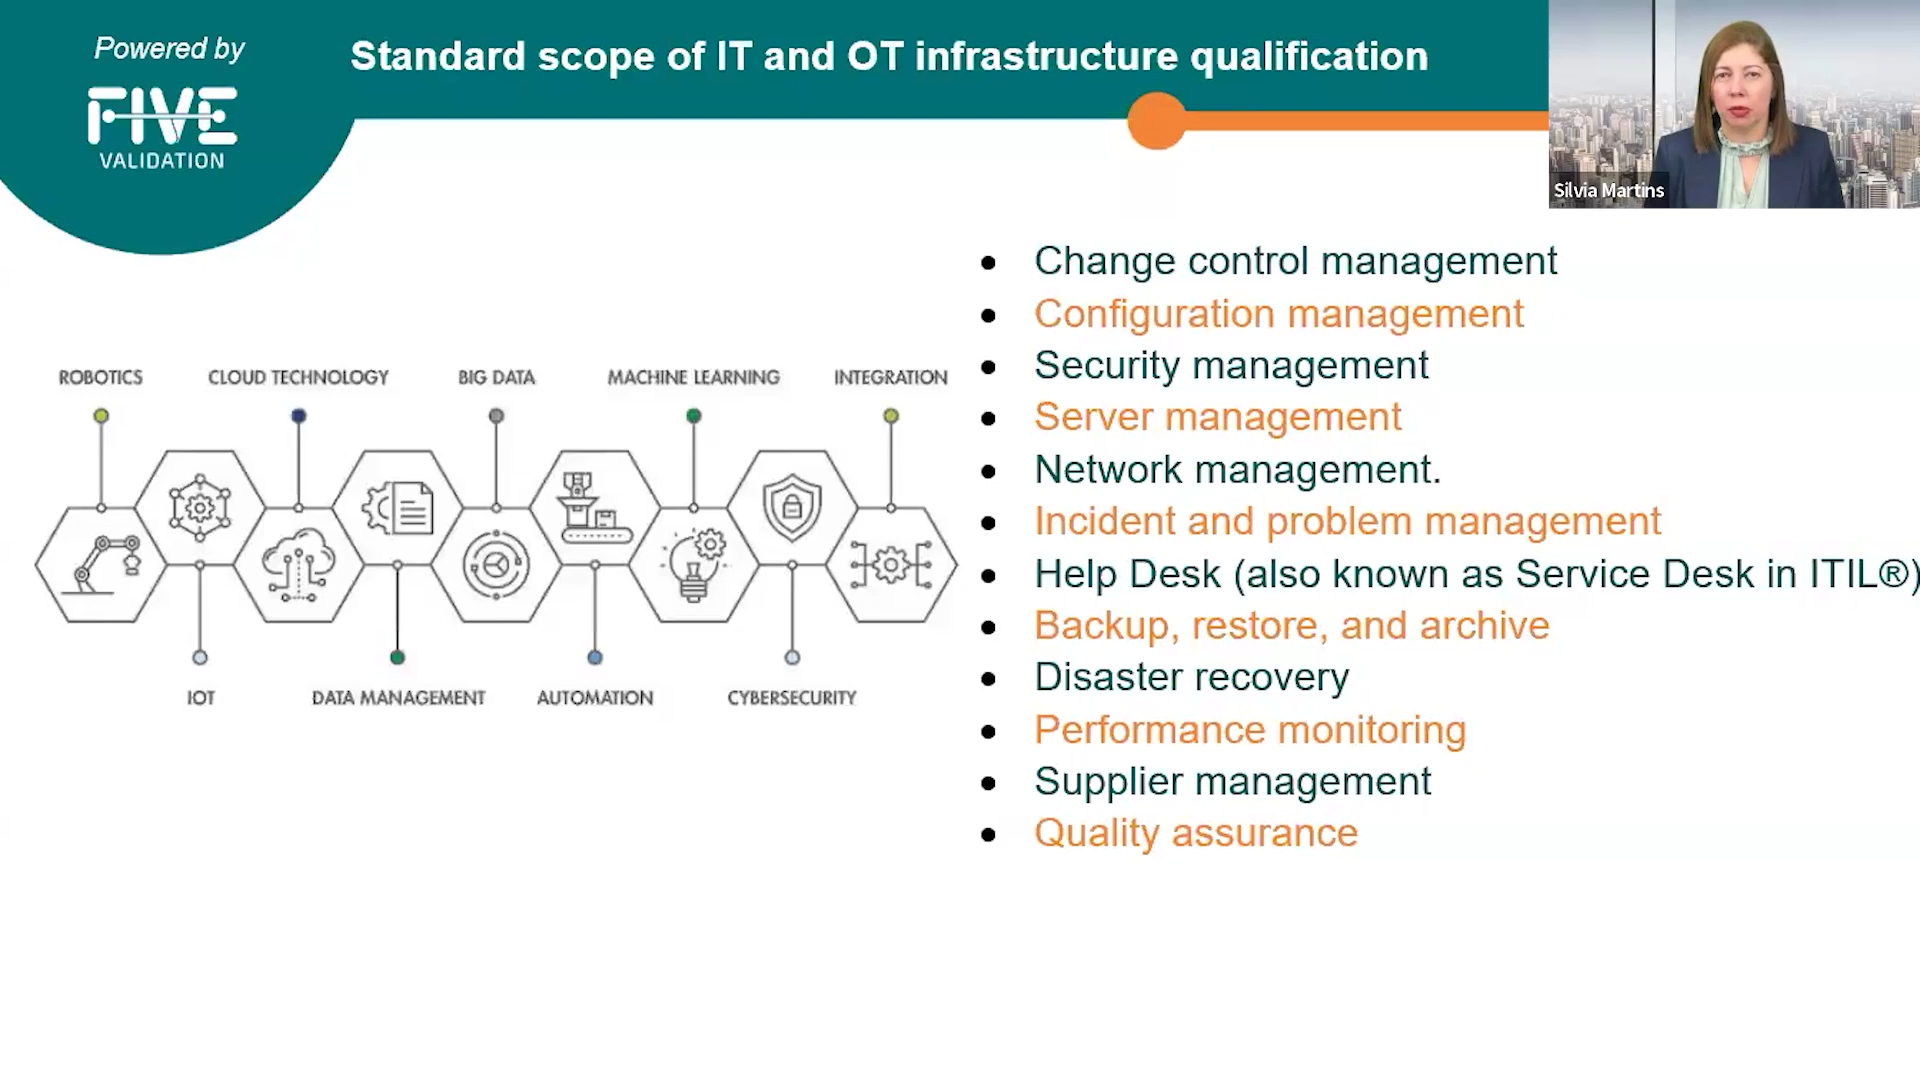 Powered by
FIVE
VALIDATION
Standard scope of IT and OT infrastructure qualification
Silvia Martins
ROBOTICS
CLOUD TECHNOLOGY
BIG DATA
MACHINE LEARNING
INTEGRATION
IOT
DATA MANAGEMENT
AUTOMATION
CYBERSECURITY
• Change control management
• Configuration management
• Security management
• Server management
• Network management.
• Incident and problem management
• Help Desk (also known as Service Desk in ITIL®)
• Backup, restore, and archive
• Disaster recovery
• Performance monitoring
• Supplier management
• Quality assurance